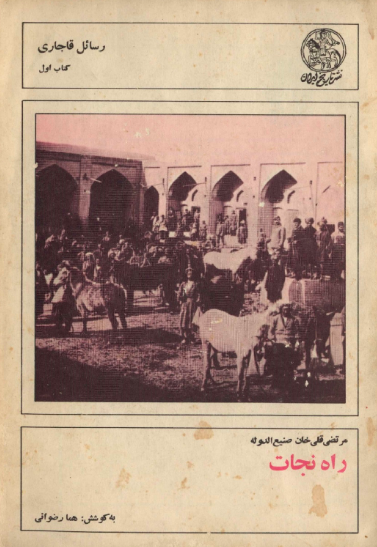 رسائل قاجاری
کتاب اول
نشر تاریخ ایران
مرتضی قلی خان صنیع الدوله
راه نجات
به کوشش: هما رضوانی